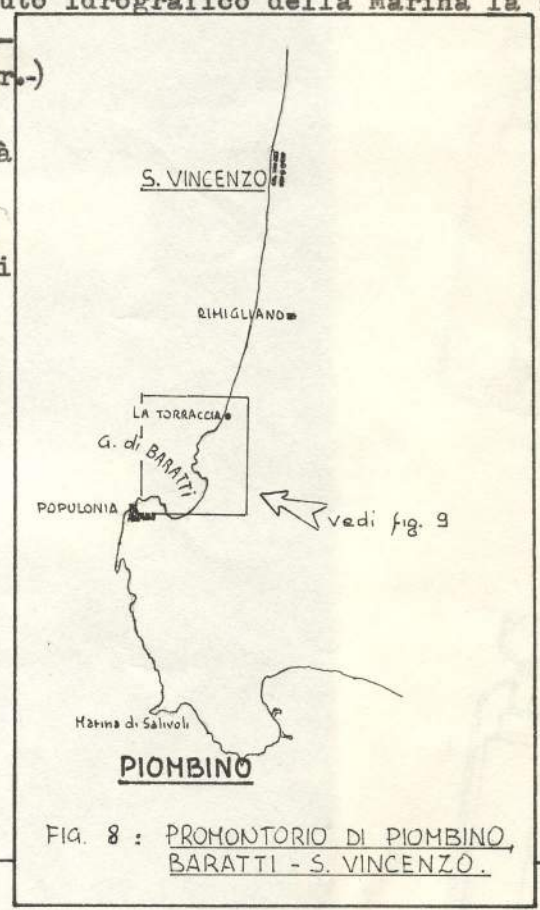 uto Idrografico della Marina la
r.-)
à
i
S. VINCENZO
RIMIGLIANO
LA TORRACCIA
G. di BARATTI
POPULONIA
vedi fig. 9
Marina di Salivoli
PIOMBINO
FIG. 8 : PROMONTORIO DI PIOMBINO,
BARATTI - S. VINCENZO.